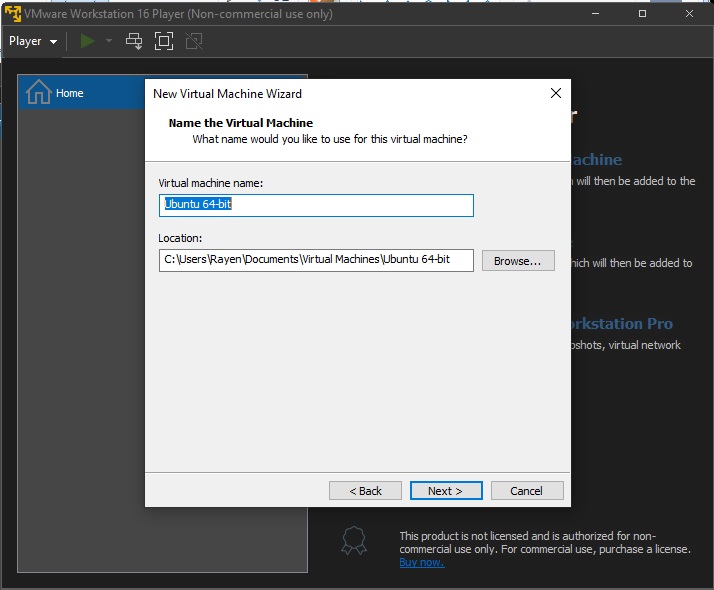 VMware Workstation 16 Player (Non-commercial use only)
Player
Home
New Virtual Machine Wizard
Name the Virtual Machine
What name would you like to use for this virtual machine?
Virtual machine name:
Ubuntu 64-bit
Location:
C:\Users\Rayen\Documents\Virtual Machines\Ubuntu 64-bit
Browse...
achine
will then be added to the
hich will then be added to
orkstation Pro
pshots, virtual network
< Back
Next >
Cancel
This product is not licensed and is authorized for non-
commercial use only. For commercial use, purchase a license.
Buy now.